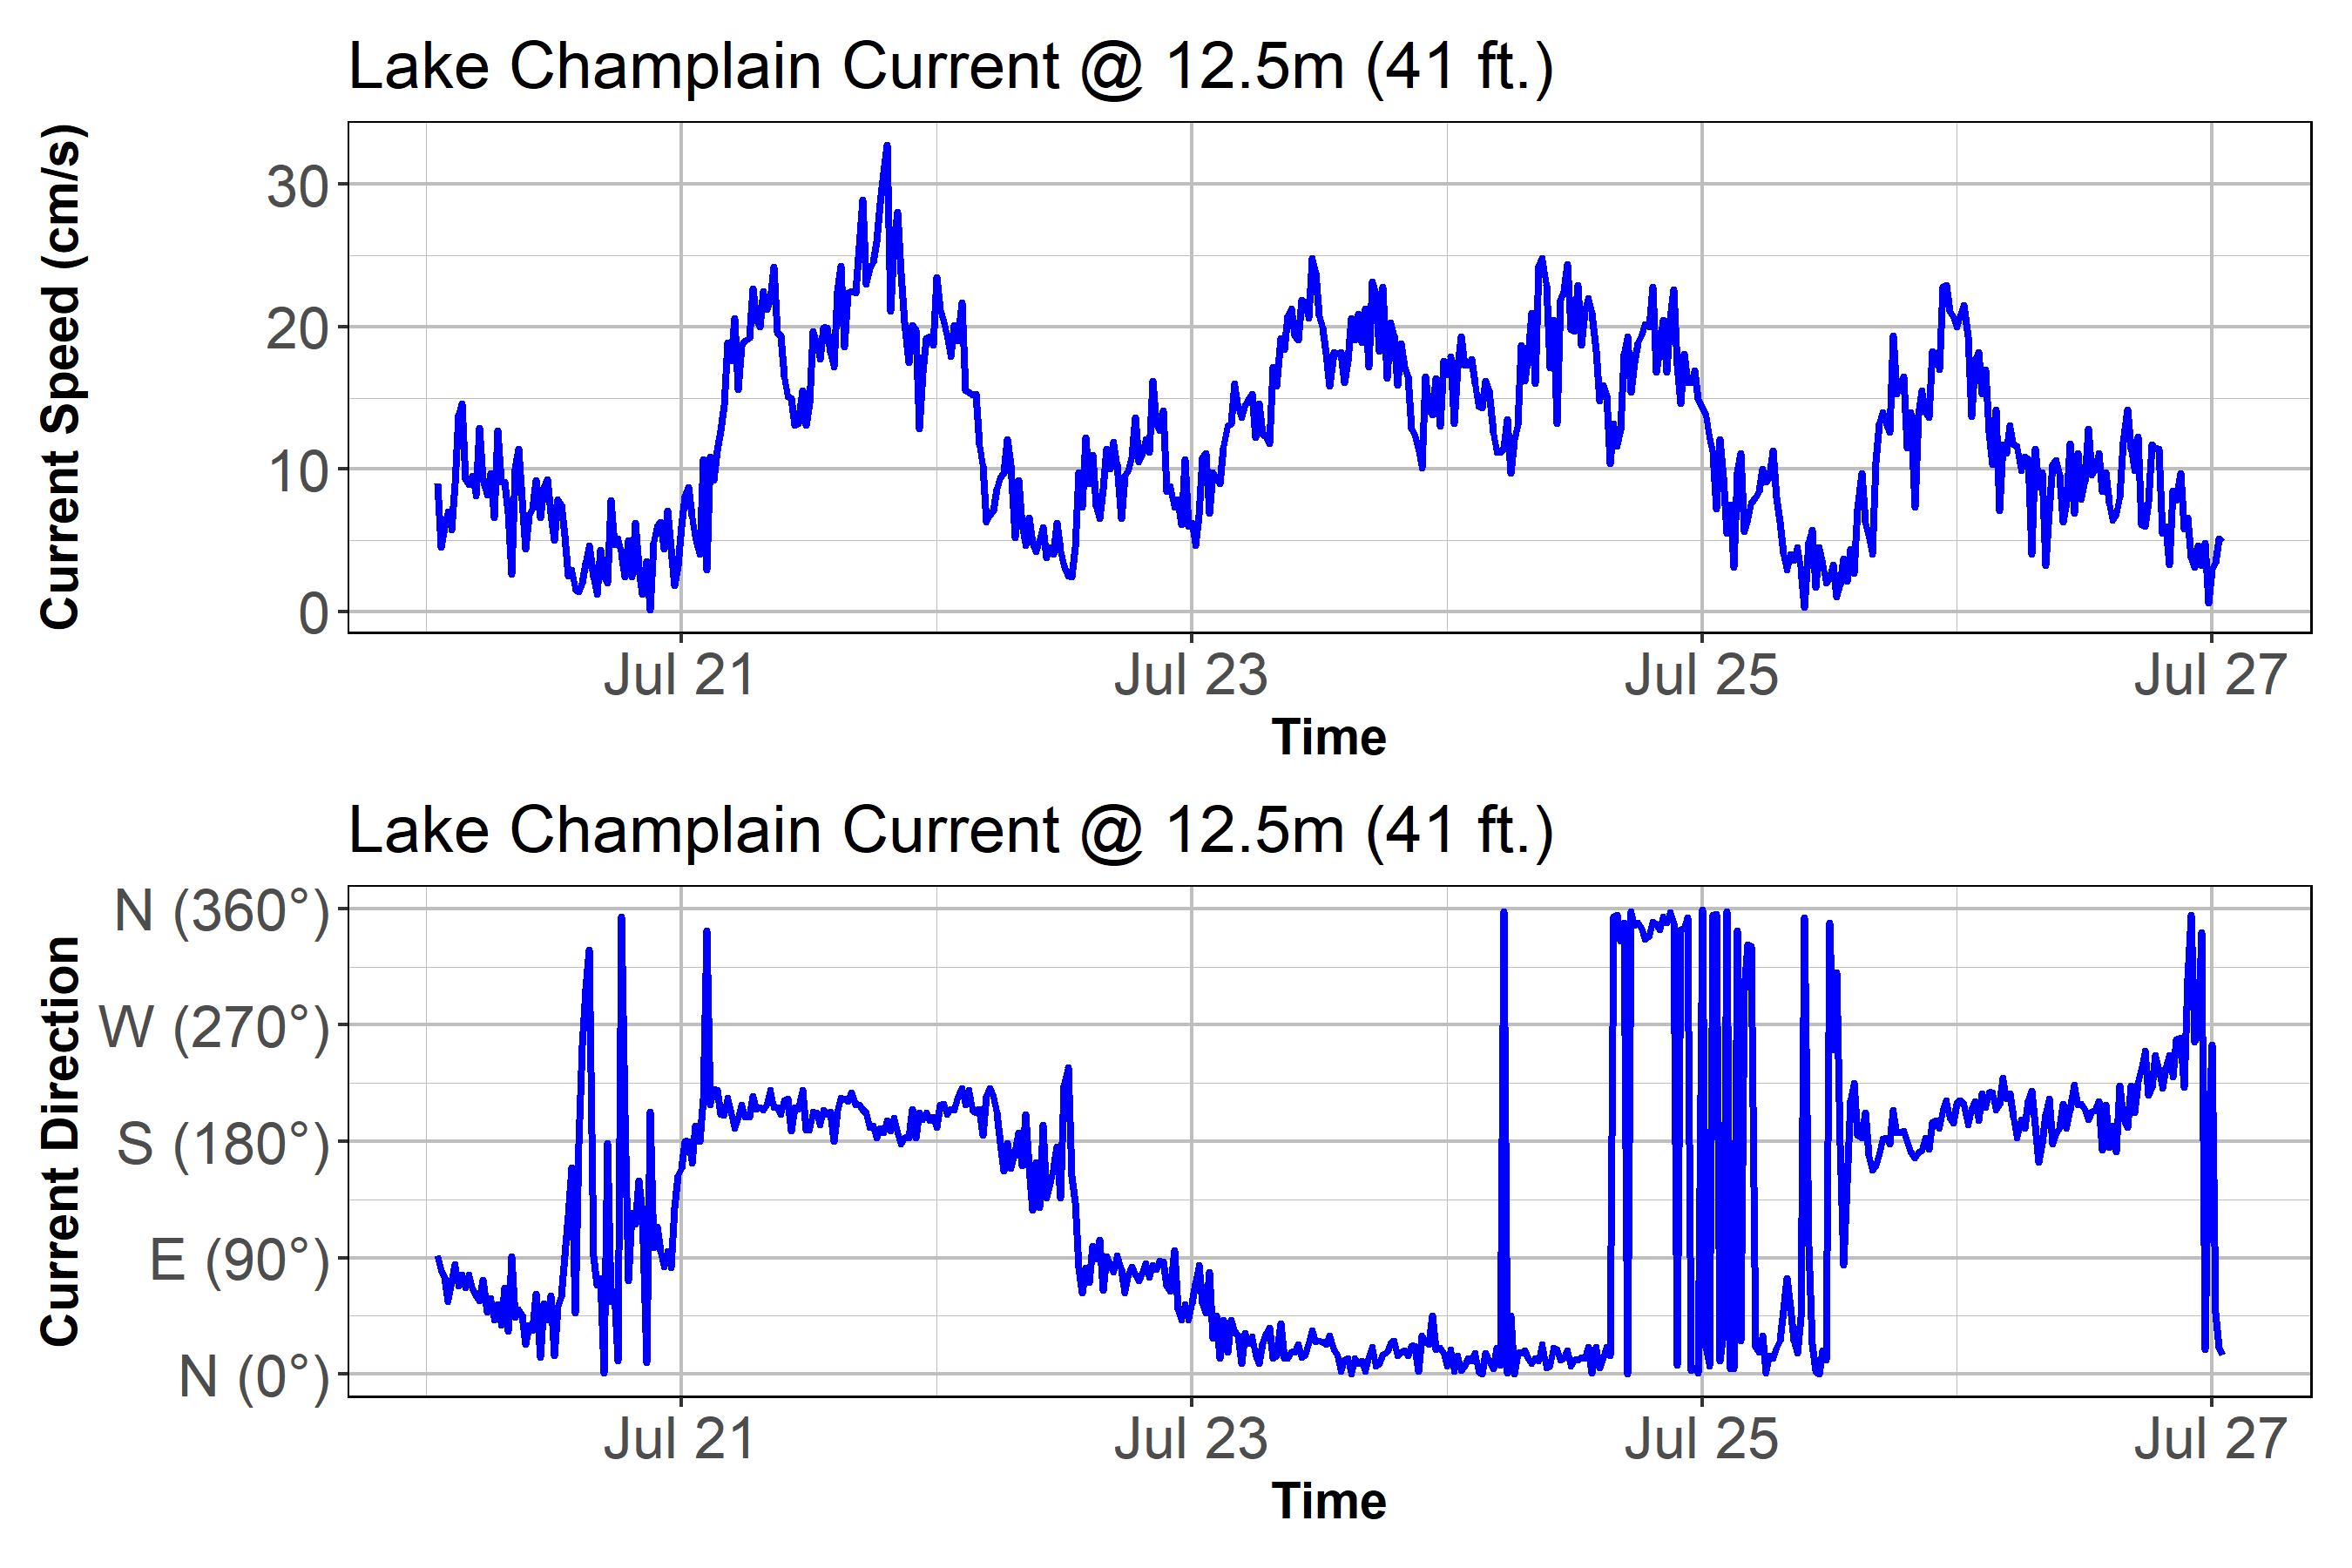 Lake Champlain Current @ 12.5m (41 ft.)
Current Speed (cm/s)
30
20
10
0
Jul 21 Jul 23 Jul 25 Jul 27
Time
Lake Champlain Current @ 12.5m (41 ft.)
Current Direction
N (360°)
W (270°)
S (180°)
E (90°)
N (0°)
Jul 21 Jul 23 Jul 25 Jul 27
Time